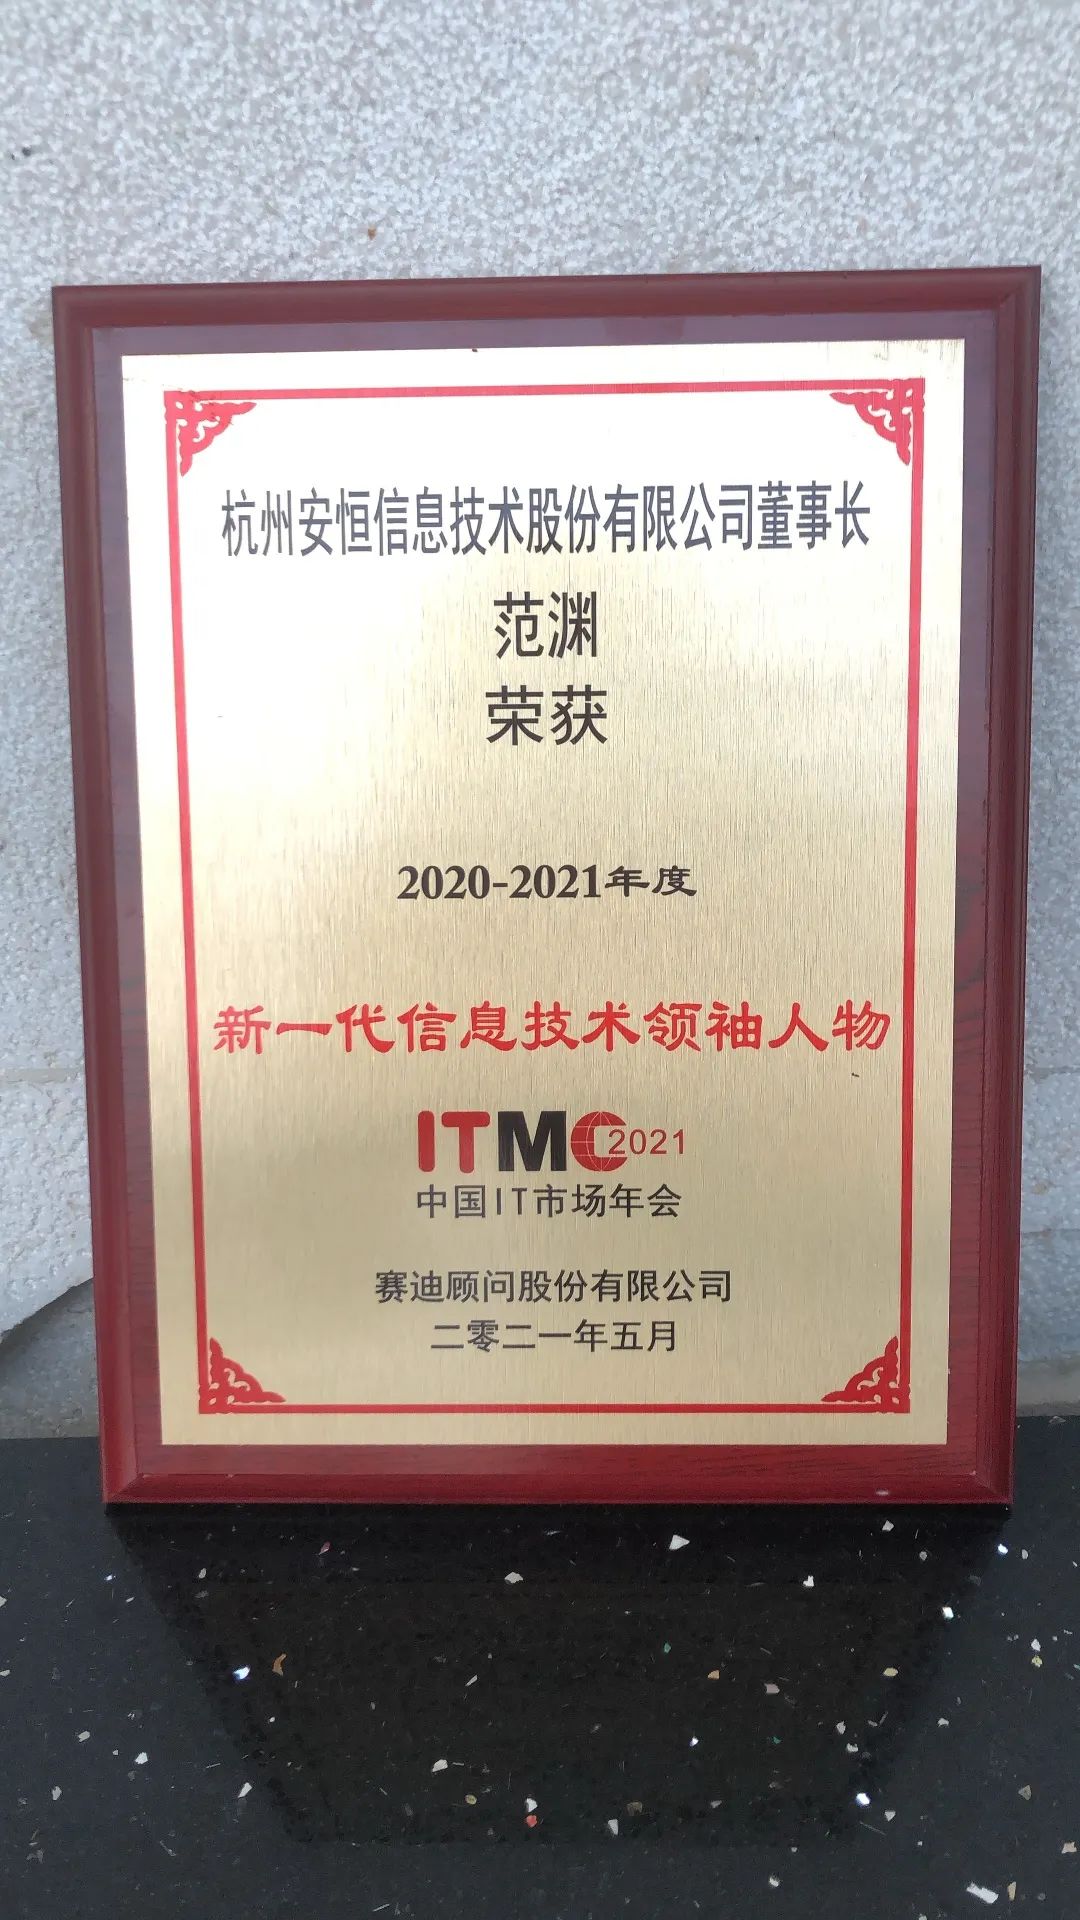 杭州安恒信息技术股份有限公司董事长
范渊
荣获
2020-2021年度
新一代信息技术领袖人物
ITMC2021
中国IT市场年会
赛迪顾问股份有限公司
二零二一年五月